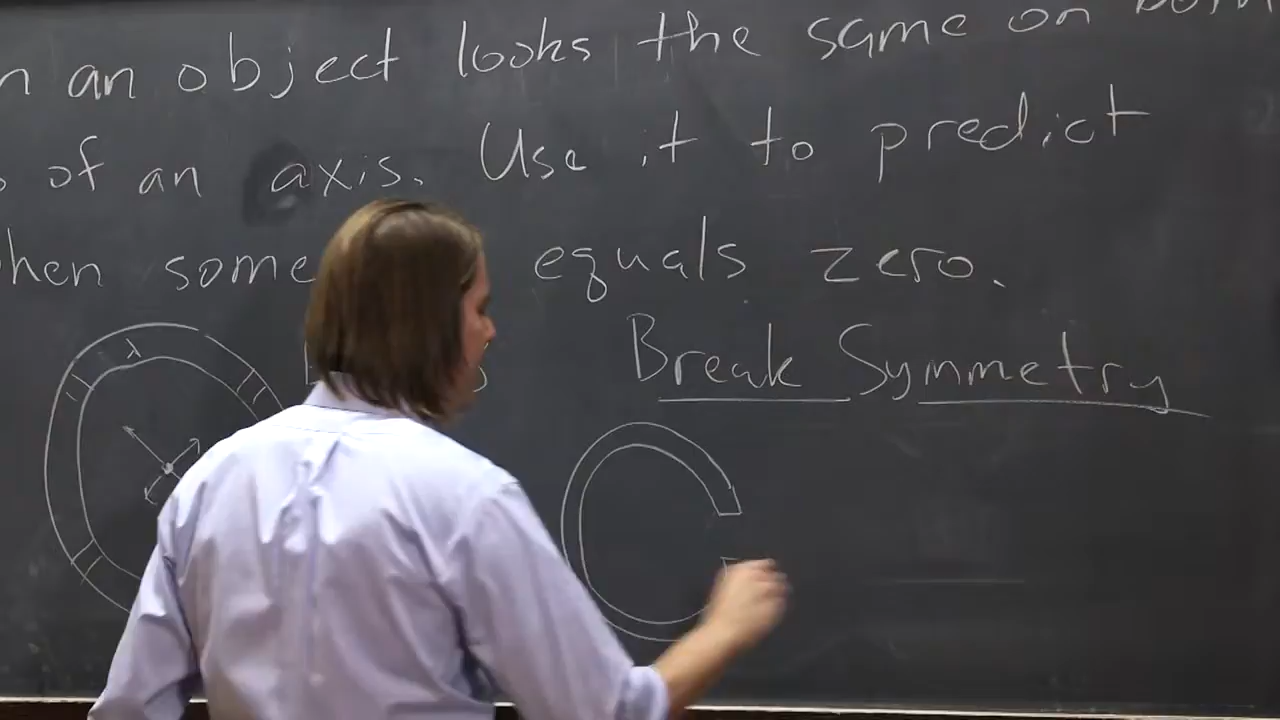 n an object looks the same on both
s of an axis. Use it to predict
hen some equals zero.
λ
Break Symmetry